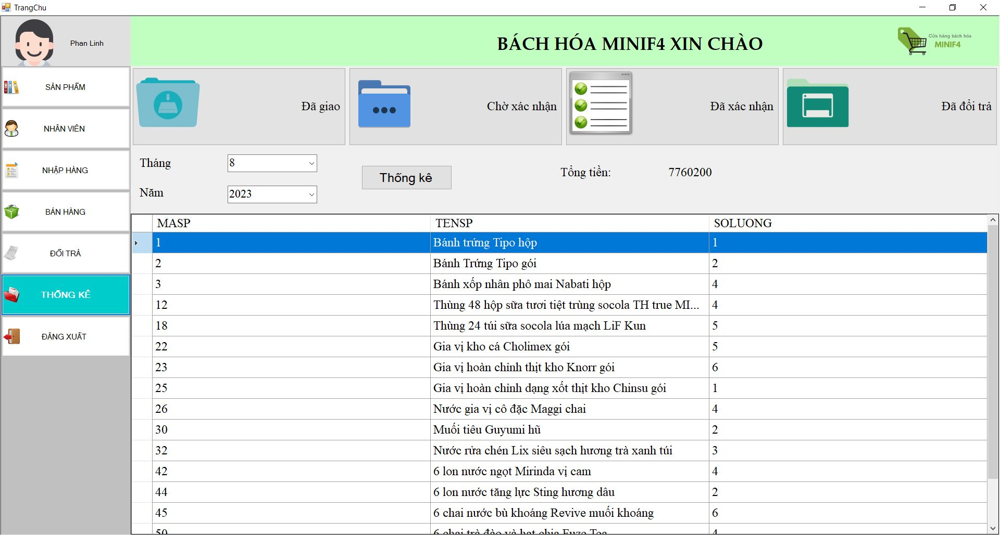 TrangChu
Phan Linh
BÁCH HÓA MINIF4 XIN CHÀO
Cửa hàng bách hóa
MINIF4
SẢN PHẨM
NHÂN VIÊN
NHẬP HÀNG
BÁN HÀNG
ĐỔI TRẢ
THỐNG KÊ
ĐĂNG XUẤT
Đã giao
Chờ xác nhận
Đã xác nhận
Đã đổi trả
Tháng 8
Năm 2023
Thống kê
Tổng tiền: 7760200
MASP TENSP SOLUONG
1 Bánh trứng Tipo hộp 1
2 Bánh Trứng Tipo gói 2
3 Bánh xốp nhân phô mai Nabati hộp 4
12 Thùng 48 hộp sữa tươi tiệt trùng socola TH true MI... 4
18 Thùng 24 túi sữa socola lúa mạch LiF Kun 5
22 Gia vị kho cá Cholimex gói 5
23 Gia vị hoàn chỉnh thịt kho Knorr gói 6
25 Gia vị hoàn chỉnh dạng xốt thịt kho Chinsu gói 1
26 Nước gia vị cô đặc Maggi chai 4
30 Muối tiêu Guyumi hũ 2
32 Nước rửa chén Lix siêu sạch hương trà xanh túi 3
42 6 lon nước ngọt Mirinda vị cam 4
44 6 lon nước tăng lực Sting hương dâu 2
45 6 chai nước bù khoáng Revive muối khoáng 6
50 6 chai trà đào và hạt chia Fuze Tea 4